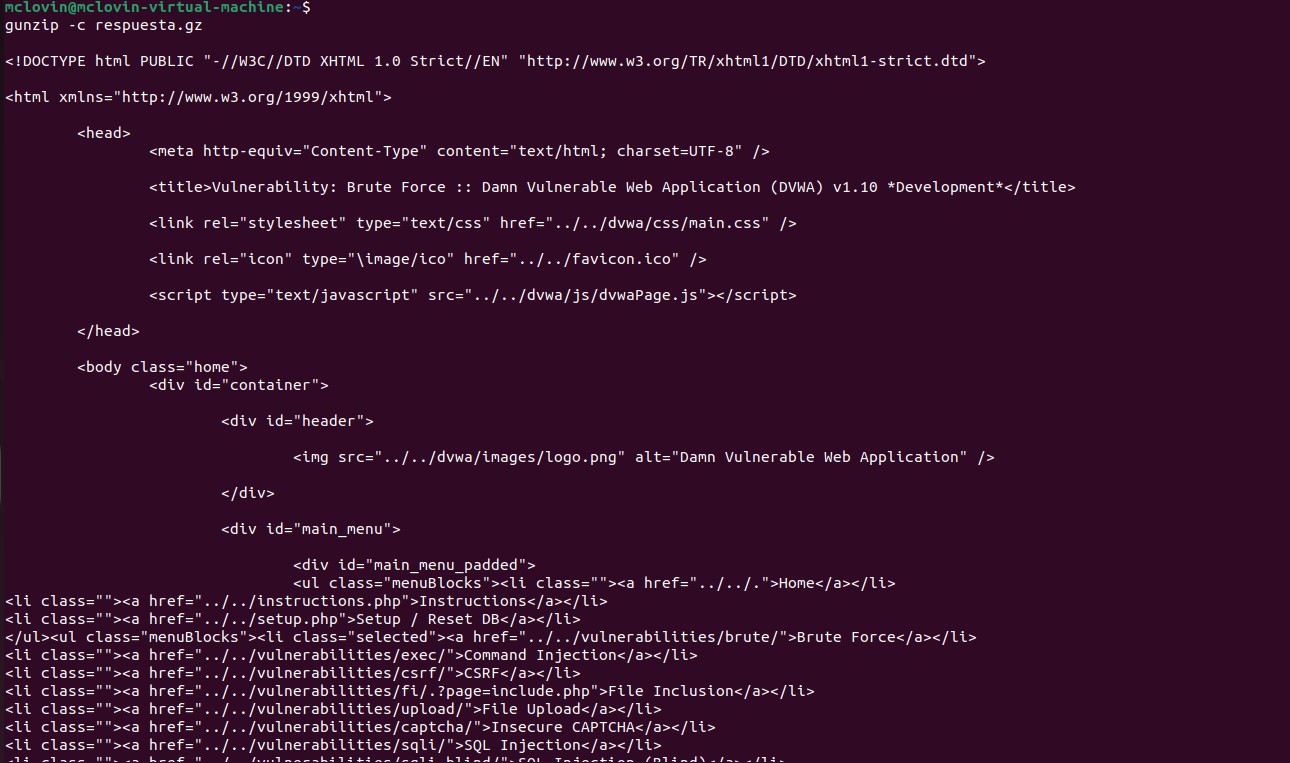 mclovin@mclovin-virtual-machine:~$
gunzip -c respuesta.gz
<!DOCTYPE html PUBLIC "-//W3C//DTD XHTML 1.0 Strict//EN" "http://www.w3.org/TR/xhtml1/DTD/xhtml1-strict.dtd">
<html xmlns="http://www.w3.org/1999/xhtml">
<head>
<meta http-equiv="Content-Type" content="text/html; charset=UTF-8" />
<title>Vulnerability: Brute Force :: Damn Vulnerable Web Application (DVWA) v1.10 *Development*</title>
<link rel="stylesheet" type="text/css" href="../../dvwa/css/main.css" />
<link rel="icon" type="\image/ico" href="../../favicon.ico" />
<script type="text/javascript" src="../../dvwa/js/dvwaPage.js"></script>
</head>
<body class="home">
<div id="container">
<div id="header">
<img src="../../dvwa/images/logo.png" alt="Damn Vulnerable Web Application" />
</div>
<div id="main_menu">
<div id="main_menu_padded">
<ul class="menuBlocks"><li class=""><a href="../../.">Home</a></li>
<li class=""><a href="../../instructions.php">Instructions</a></li>
<li class=""><a href="../../setup.php">Setup / Reset DB</a></li>
</ul><ul class="menuBlocks"><li class="selected"><a href="../../vulnerabilities/brute/">Brute Force</a></li>
<li class=""><a href="../../vulnerabilities/exec/">Command Injection</a></li>
<li class=""><a href="../../vulnerabilities/csrf/">CSRF</a></li>
<li class=""><a href="../../vulnerabilities/fi/.?page=include.php">File Inclusion</a></li>
<li class=""><a href="../../vulnerabilities/upload/">File Upload</a></li>
<li class=""><a href="../../vulnerabilities/captcha/">Insecure CAPTCHA</a></li>
<li class=""><a href="../../vulnerabilities/sqli/">SQL Injection</a></li>
<li class=""><a href="../../vulnerabilities/sqli_blind/">SQL Injection (Blind)</a></li>